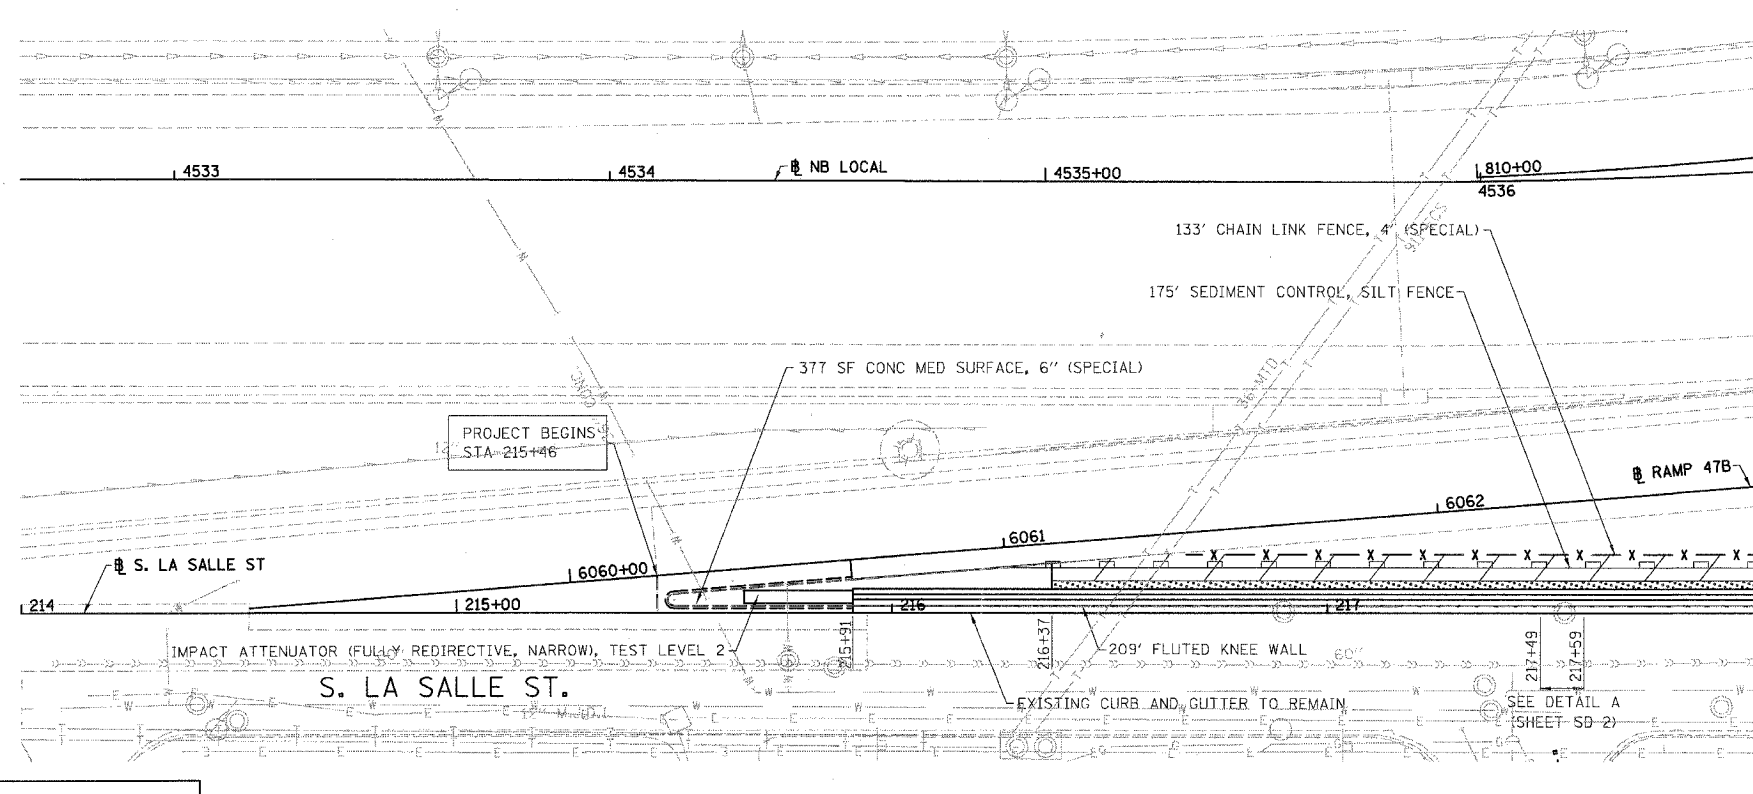 4533
4534
℄ NB LOCAL
4535+00
810+00
4536
133' CHAIN LINK FENCE, 4' (SPECIAL)
175' SEDIMENT CONTROL, SILT FENCE
377 SF CONC MED SURFACE, 6" (SPECIAL)
36" MTD
CONC
PROJECT BEGINS
STA 215+46
℄ RAMP 47B
6062
6061
6060+00
℄ S. LA SALLE ST
214
215+00
216
217
215+91
216+37
217+49
217+59
IMPACT ATTENUATOR (FULLY REDIRECTIVE, NARROW), TEST LEVEL 2
209' FLUTED KNEE WALL
60"
S. LA SALLE ST.
EXISTING CURB AND GUTTER TO REMAIN
SEE DETAIL A
(SHEET SD 2)